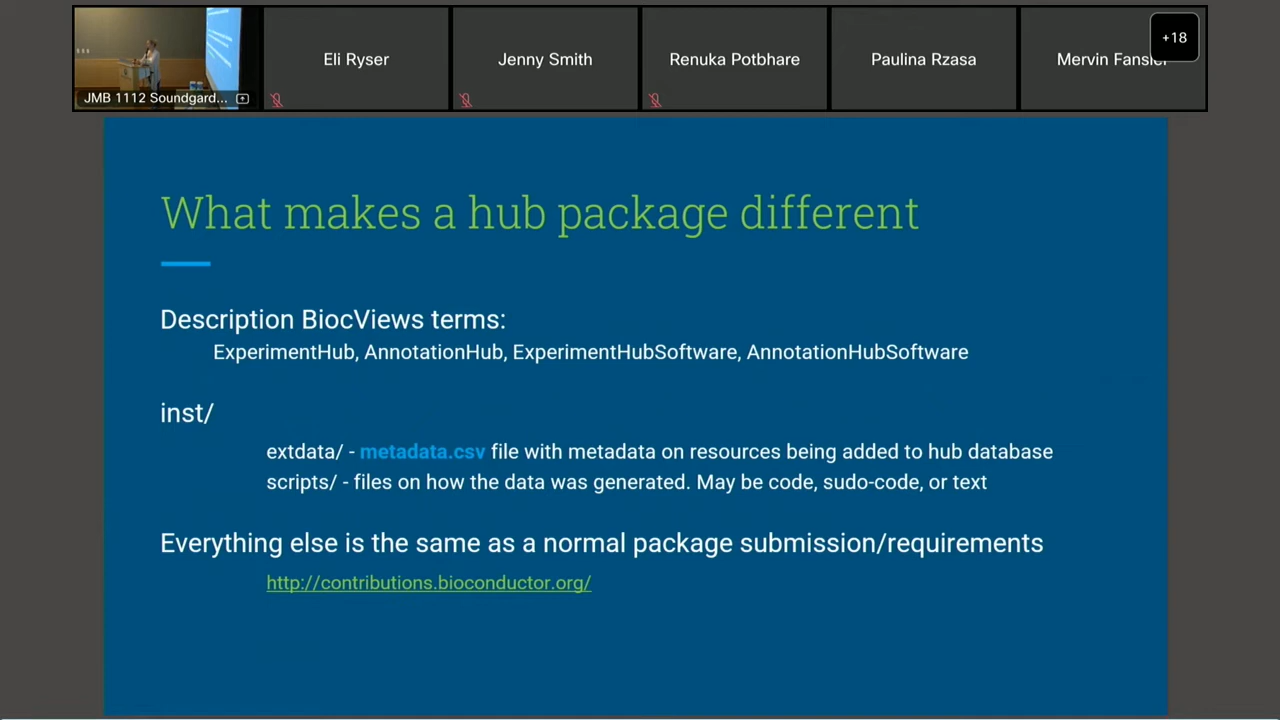 Eli Ryser
Jenny Smith
Renuka Potbhare
Paulina Rzasa
Mervin Fansler
+18
JMB 1112 Soundgard...
What makes a hub package different
Description BiocViews terms:
ExperimentHub, AnnotationHub, ExperimentHubSoftware, AnnotationHubSoftware
inst/
extdata/ - metadata.csv file with metadata on resources being added to hub database
scripts/ - files on how the data was generated. May be code, sudo-code, or text
Everything else is the same as a normal package submission/requirements
http://contributions.bioconductor.org/